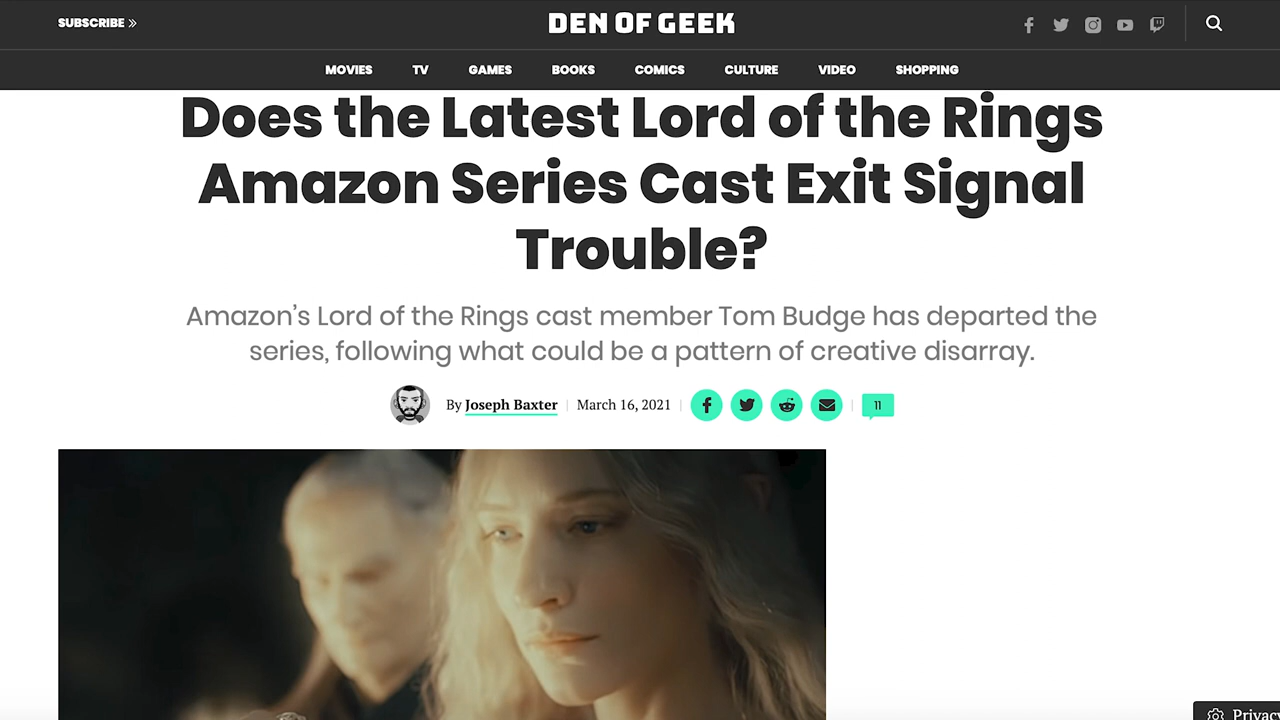 SUBSCRIBE »
DEN OF GEEK
MOVIES TV GAMES BOOKS COMICS CULTURE VIDEO SHOPPING
Does the Latest Lord of the Rings
Amazon Series Cast Exit Signal
Trouble?
Amazon's Lord of the Rings cast member Tom Budge has departed the
series, following what could be a pattern of creative disarray.
By Joseph Baxter | March 16, 2021 | 11
Privacy